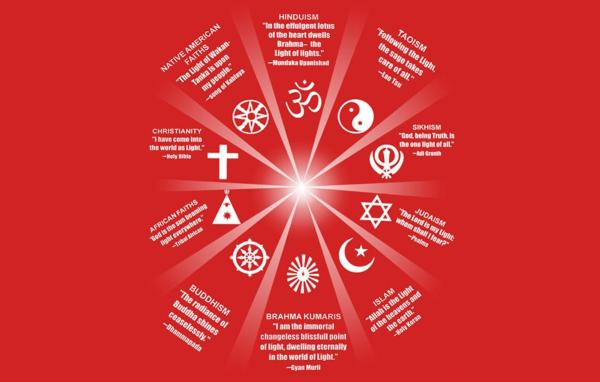 HINDUISM
"In the effulgent lotus
of the heart dwells
Brahma– the
Light of lights."
—Mundaka Upanishad
TAOISM
"Following the Light,
the sage takes
care of all."
—Lao Tsu
SIKHISM
"God, being Truth, is
the one light of all."
—Adi Granth
JUDAISM
"The Lord is my Light;
whom shall I fear?"
—Psalms
ISLAM
"Allah is the Light
of the heavens and
the earth."
—Holy Koran
BRAHMA KUMARIS
"I am the immortal
changeless blissfull point
of light, dwelling eternally
in the world of Light."
—Gyan Murli
BUDDHISM
"The radiance of
Buddha shines
ceaselessly."
—Dhammapada
AFRICAN FAITHS
"God is the sun beaming
light everywhere."
—Tribal African
CHRISTIANITY
"I have come into
the world as Light."
—Holy Bible
NATIVE AMERICAN
FAITHS
"The Light of Wakan-
Tanka is upon
my people."
—Song of Kablaya